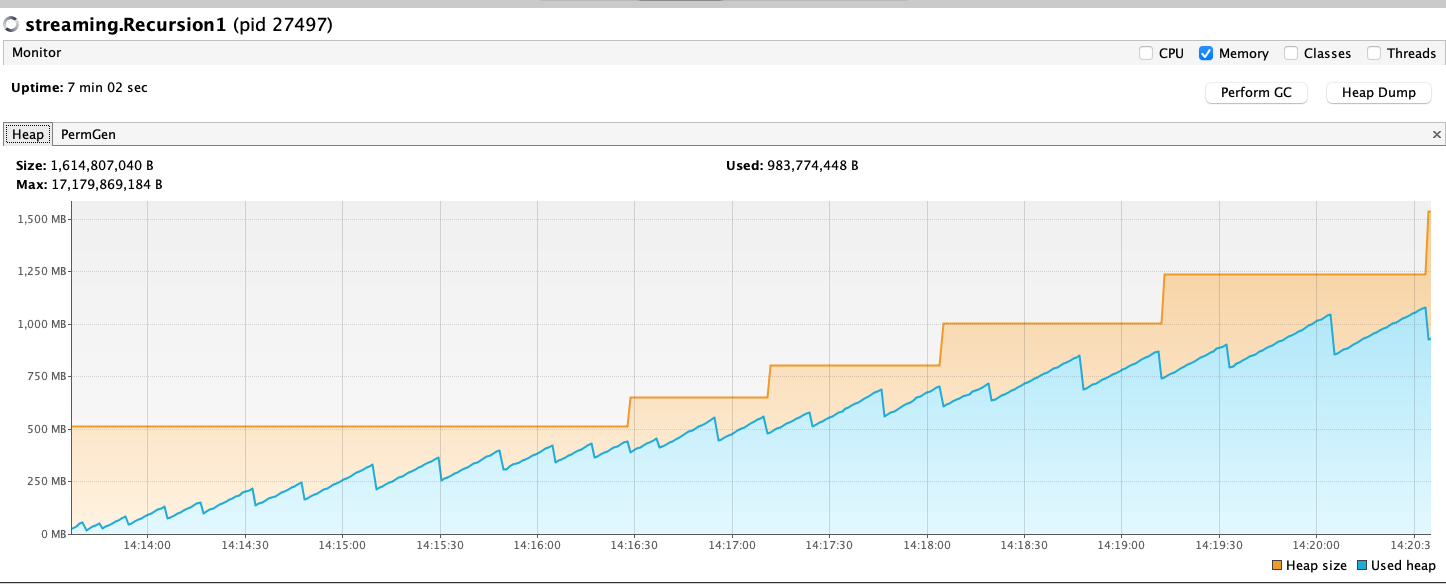 streaming.Recursion1 (pid 27497)
Monitor CPU Memory Classes Threads
Uptime: 7 min 02 sec
Perform GC Heap Dump
Heap PermGen ×
Size: 1,614,807,040 B Used: 983,774,448 B
Max: 17,179,869,184 B
1,500 MB
1,250 MB
1,000 MB
750 MB
500 MB
250 MB
0 MB
14:14:00 14:14:30 14:15:00 14:15:30 14:16:00 14:16:30 14:17:00 14:17:30 14:18:00 14:18:30 14:19:00 14:19:30 14:20:00 14:20:3
Heap size Used heap